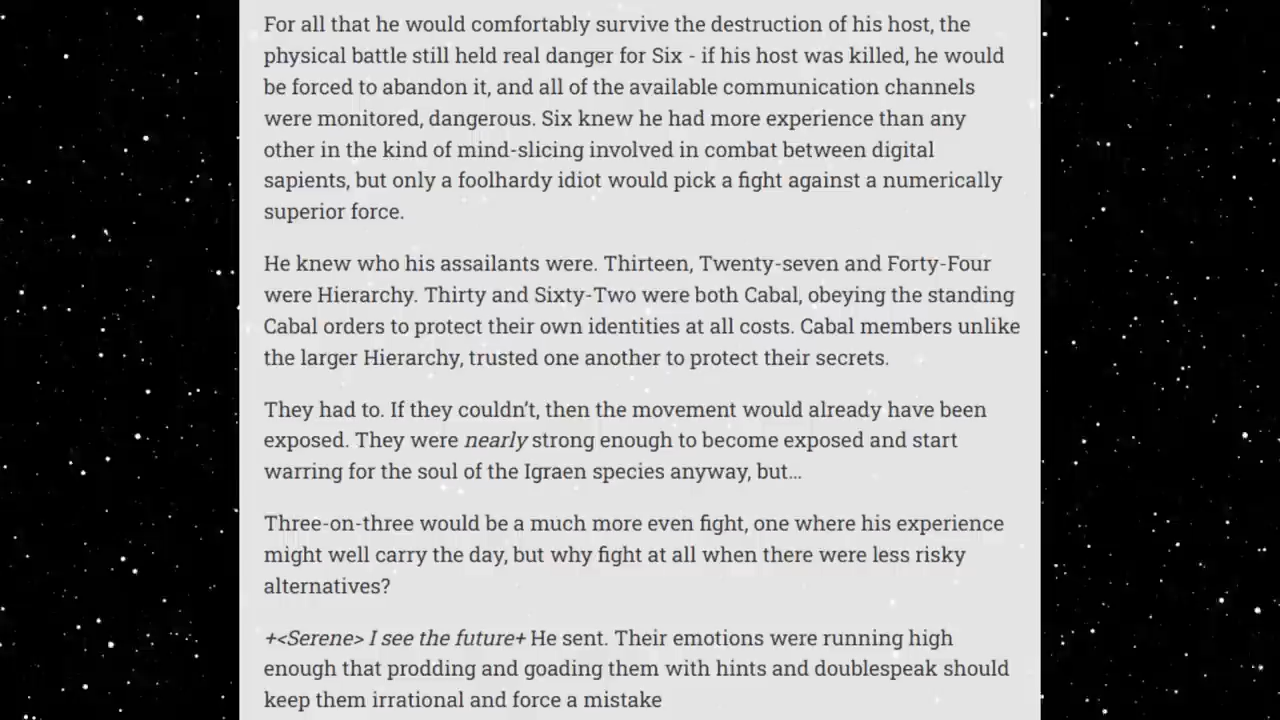 For all that he would comfortably survive the destruction of his host, the
physical battle still held real danger for Six - if his host was killed, he would
be forced to abandon it, and all of the available communication channels
were monitored, dangerous. Six knew he had more experience than any
other in the kind of mind-slicing involved in combat between digital
sapients, but only a foolhardy idiot would pick a fight against a numerically
superior force.
He knew who his assailants were. Thirteen, Twenty-seven and Forty-Four
were Hierarchy. Thirty and Sixty-Two were both Cabal, obeying the standing
Cabal orders to protect their own identities at all costs. Cabal members unlike
the larger Hierarchy, trusted one another to protect their secrets.
They had to. If they couldn’t, then the movement would already have been
exposed. They were nearly strong enough to become exposed and start
warring for the soul of the Igraen species anyway, but…
Three-on-three would be a much more even fight, one where his experience
might well carry the day, but why fight at all when there were less risky
alternatives?
+<Serene> I see the future+ He sent. Their emotions were running high
enough that prodding and goading them with hints and doublespeak should
keep them irrational and force a mistake